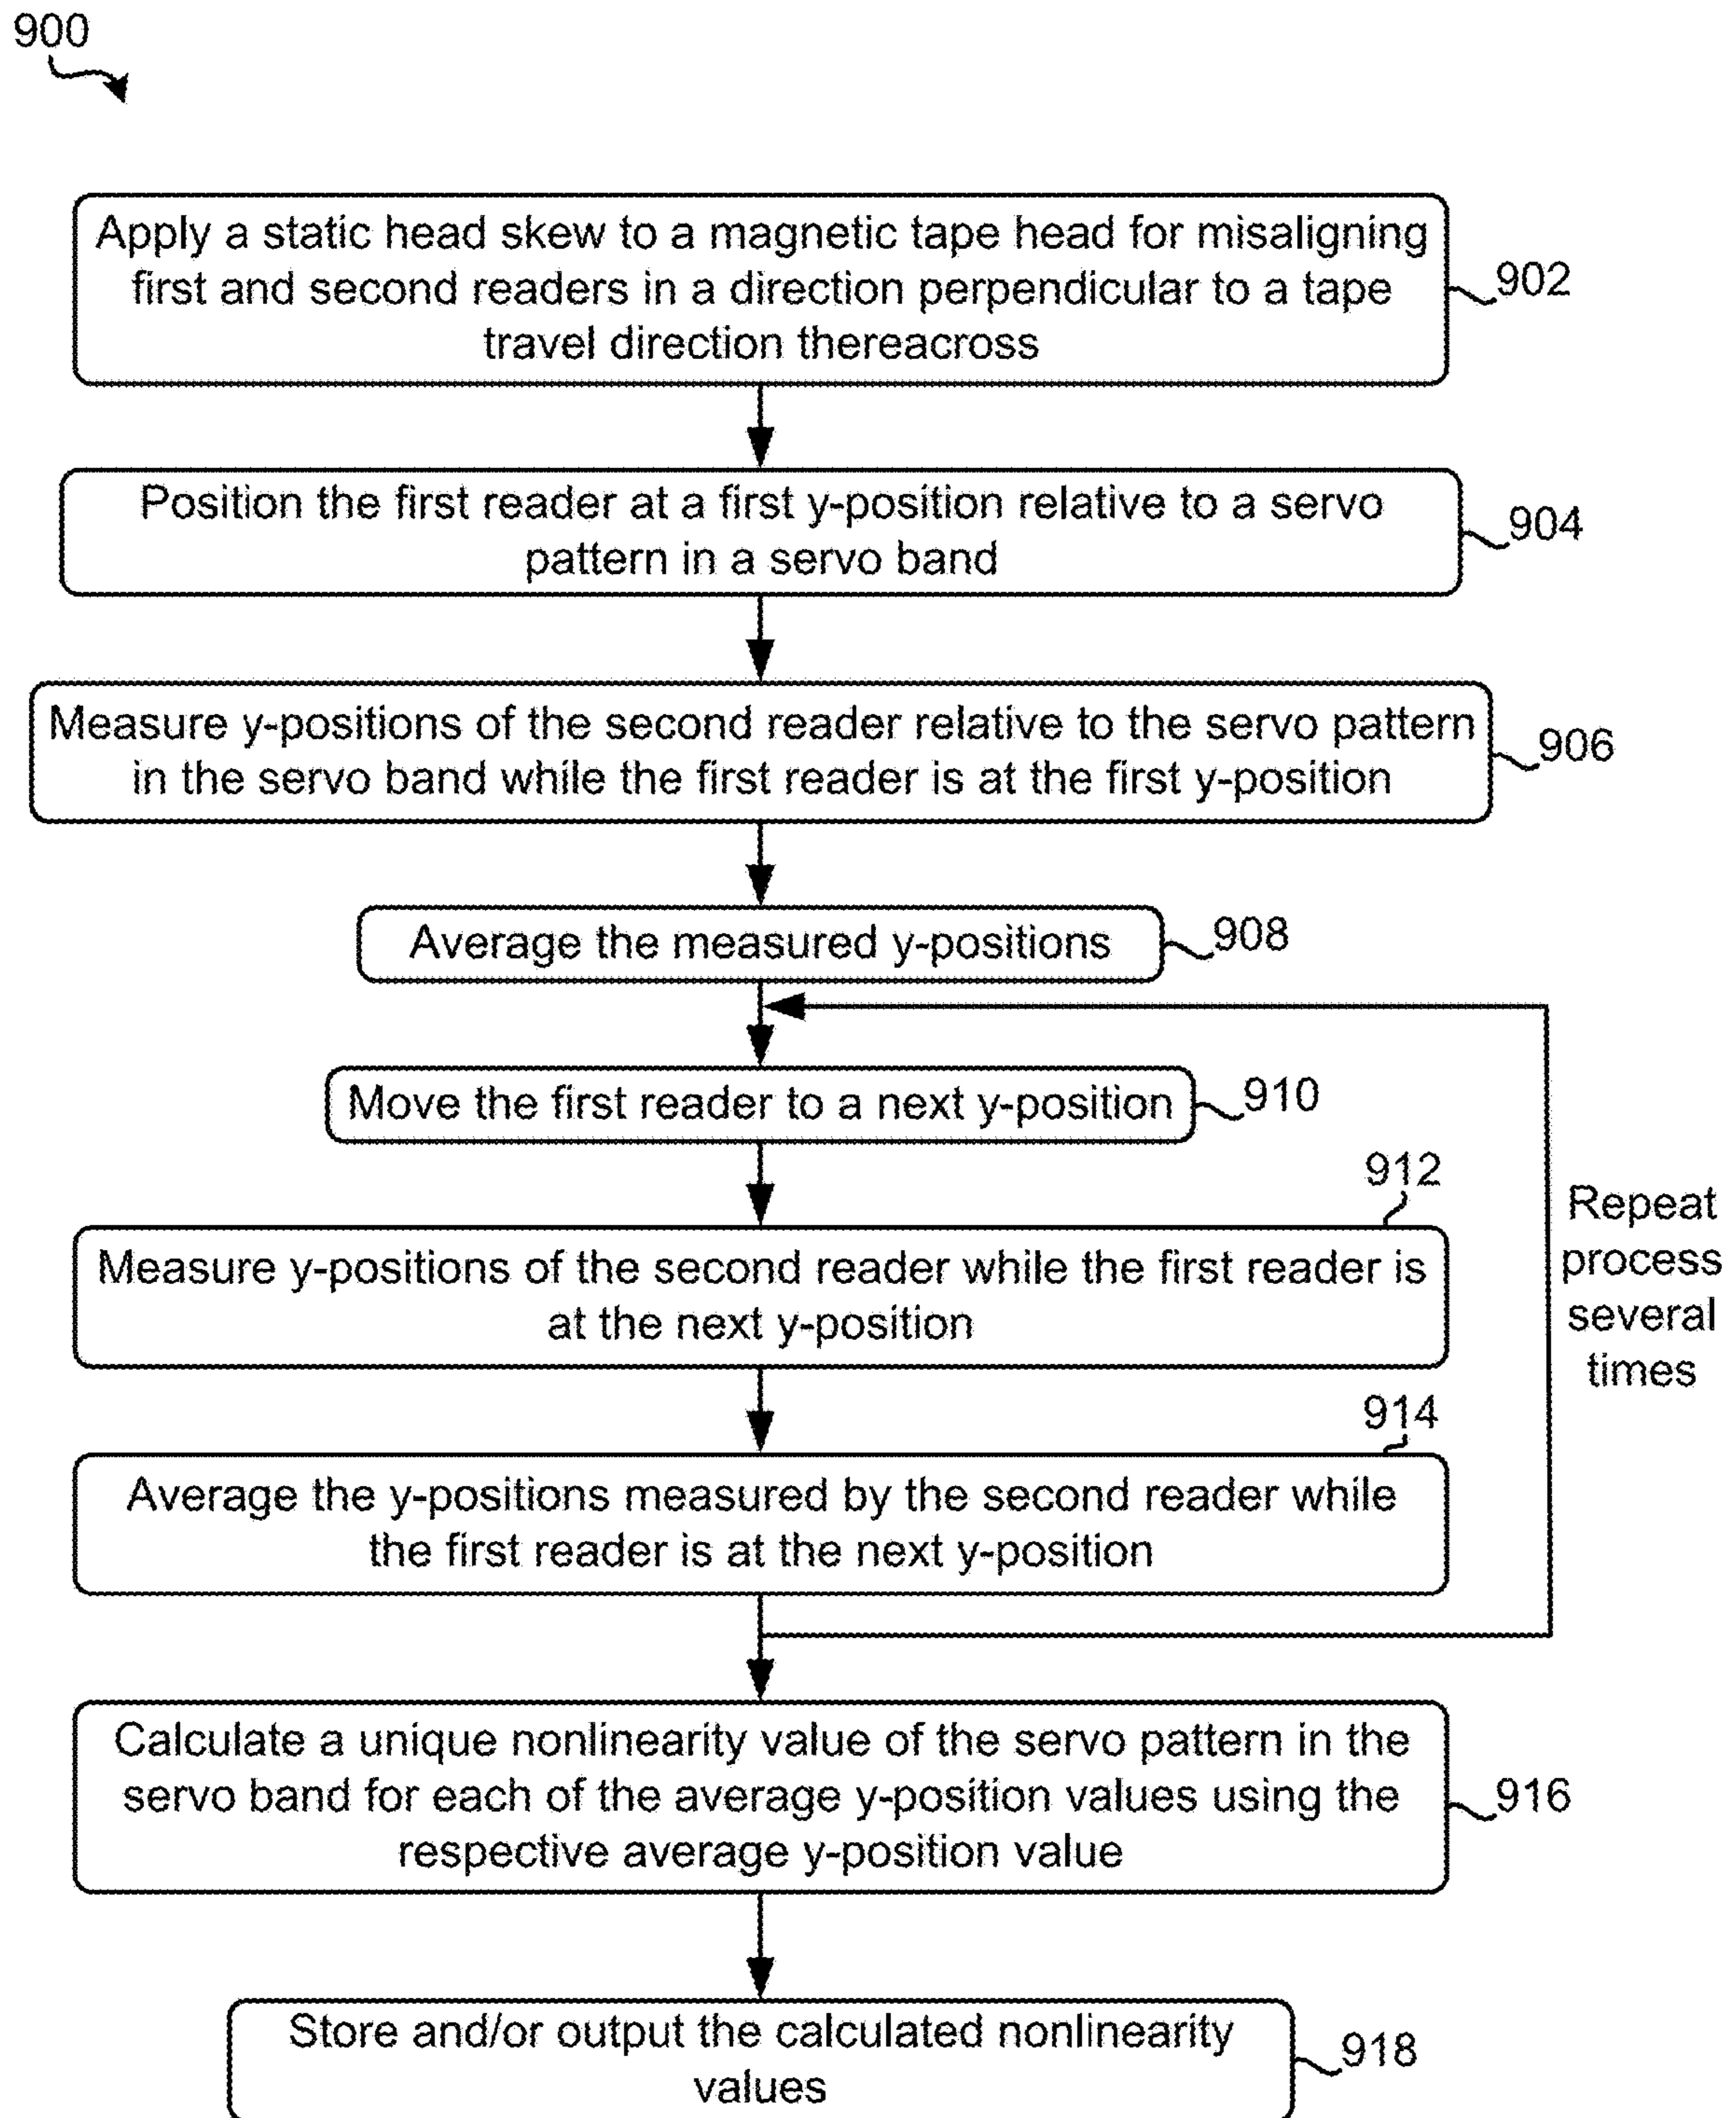 900
Apply a static head skew to a magnetic tape head for misaligning
first and second readers in a direction perpendicular to a tape
travel direction thereacross
902
Position the first reader at a first y-position relative to a servo
pattern in a servo band
904
Measure y-positions of the second reader relative to the servo pattern
in the servo band while the first reader is at the first y-position
906
Average the measured y-positions
908
Move the first reader to a next y-position
910
912
Measure y-positions of the second reader while the first reader is
at the next y-position
Repeat
process
several
times
914
Average the y-positions measured by the second reader while
the first reader is at the next y-position
Calculate a unique nonlinearity value of the servo pattern in the
servo band for each of the average y-position values using the
respective average y-position value
916
Store and/or output the calculated nonlinearity
values
918